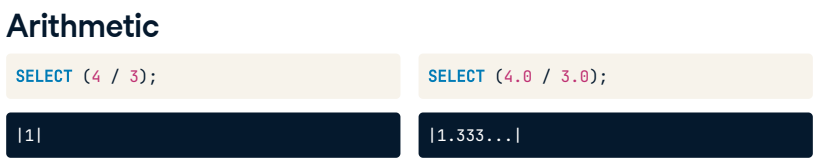 Arithmetic
SELECT (4 / 3);
|1|
SELECT (4.0 / 3.0);
|1.333...|